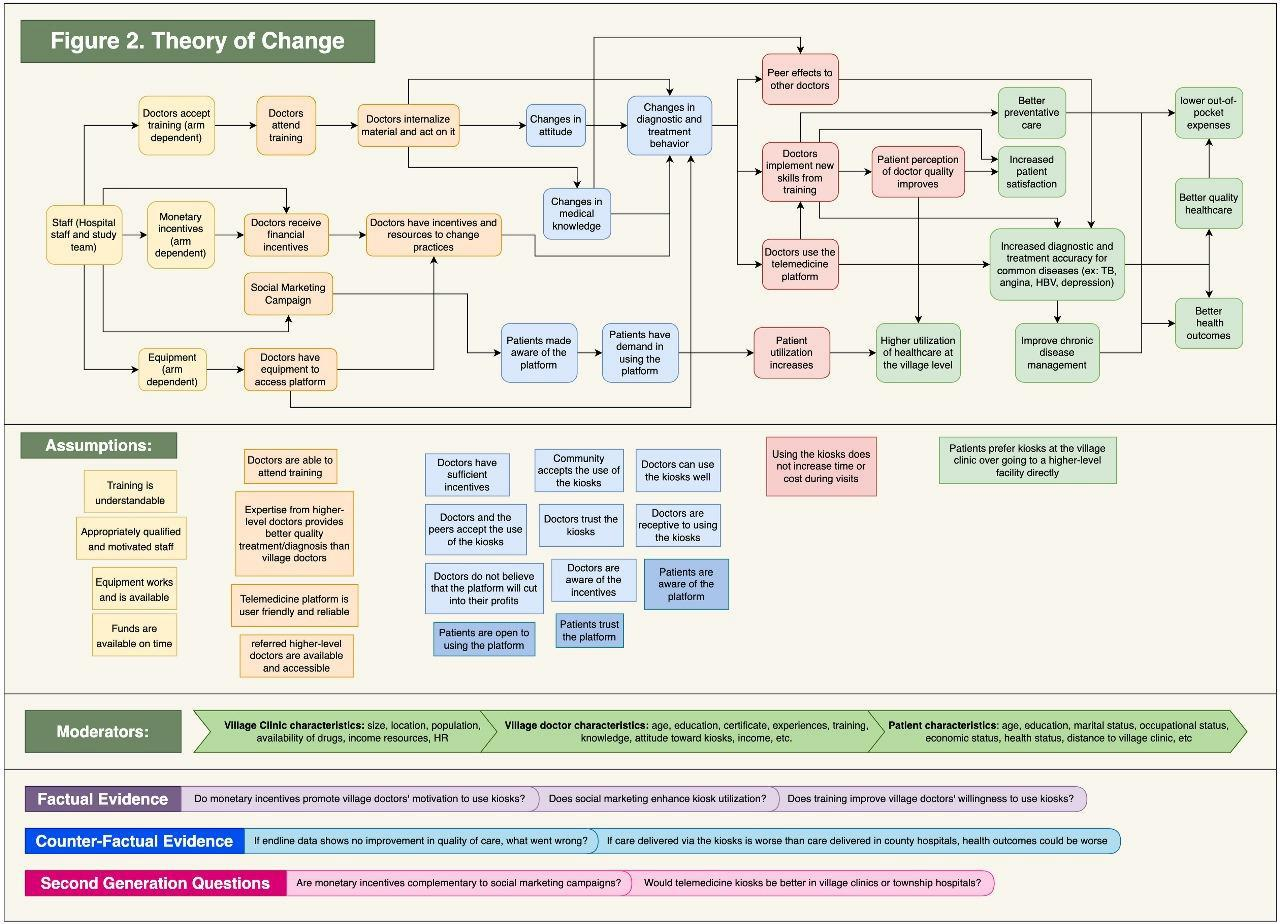 Figure 2. Theory of Change
Doctors accept
training (arm
dependent)
Doctors
attend
training
Doctors internalize
material and act on it
Changes in
attitude
Changes in
diagnostic and
treatment
behavior
Peer effects to
other doctors
Better
preventative
care
lower out-of-
pocket
expenses
Doctors
implement new
skills from
training
Patient perception
of doctor quality
improves
Increased
patient
satisfaction
Changes in
medical
knowledge
Better quality
healthcare
Staff (Hospital
staff and study
team)
Monetary
incentives
(arm
dependent)
Doctors receive
financial
incentives
Doctors have incentives and
resources to change
practices
Doctors use the
telemedicine
platform
Increased diagnostic and
treatment accuracy for
common diseases (ex: TB,
angina, HBV, depression)
Social Marketing
Campaign
Better
health
outcomes
Equipment
(arm
dependent)
Doctors have
equipment to
access platform
Patients made
aware of the
platform
Patients have
demand in
using the
platform
Patient
utilization
increases
Higher utilization
of healthcare at
the village level
Improve chronic
disease
management
Assumptions:
Training is
understandable
Appropriately qualified
and motivated staff
Equipment works
and is available
Funds are
available on time
Doctors are able to
attend training
Expertise from higher-
level doctors provides
better quality
treatment/diagnosis than
village doctors
Telemedicine platform is
user friendly and reliable
referred higher-level
doctors are available
and accessible
Doctors have
sufficient
incentives
Community
accepts the use of
the kiosks
Doctors can use
the kiosks well
Doctors and the
peers accept the use
of the kiosks
Doctors trust the
kiosks
Doctors are
receptive to using
the kiosks
Doctors do not believe
that the platform will cut
into their profits
Doctors are
aware of the
incentives
Patients are
aware of the
platform
Patients are open to
using the platform
Patients trust
the platform
Using the kiosks does
not increase time or
cost during visits
Patients prefer kiosks at the village
clinic over going to a higher-level
facility directly
Moderators:
Village Clinic characteristics: size, location, population,
availability of drugs, income resources, HR
Village doctor characteristics: age, education, certificate, experiences, training,
knowledge, attitude toward kiosks, income, etc.
Patient characteristics: age, education, marital status, occupational status,
economic status, health status, distance to village clinic, etc
Factual Evidence
Do monetary incentives promote village doctors' motivation to use kiosks?
Does social marketing enhance kiosk utilization?
Does training improve village doctors' willingness to use kiosks?
Counter-Factual Evidence
If endline data shows no improvement in quality of care, what went wrong?
If care delivered via the kiosks is worse than care delivered in county hospitals, health outcomes could be worse
Second Generation Questions
Are monetary incentives complementary to social marketing campaigns?
Would telemedicine kiosks be better in village clinics or township hospitals?